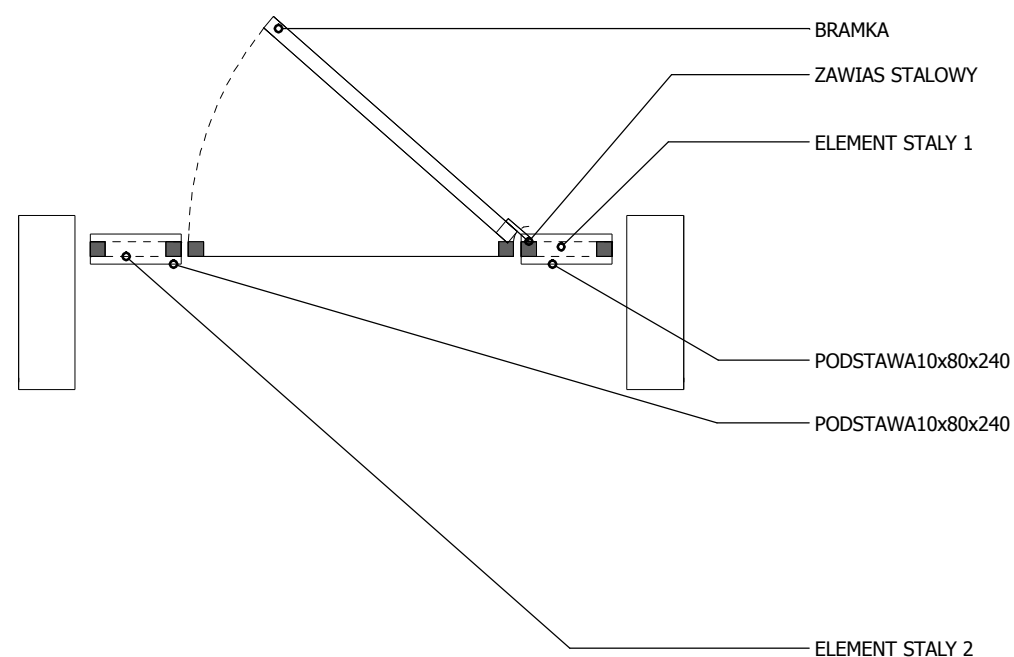 BRAMKA
ZAWIAS STALOWY
ELEMENT STALY 1
PODSTAWA10x80x240
PODSTAWA10x80x240
ELEMENT STALY 2